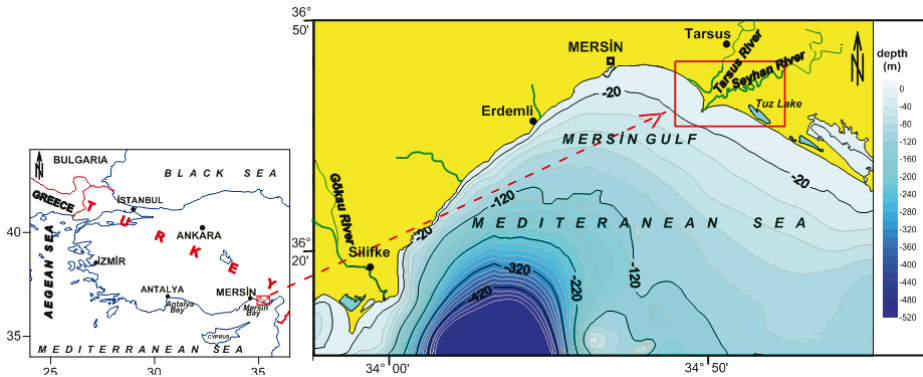 BULGARIA
BLACK SEA
GREECE
İSTANBUL
TURKEY
ANKARA
40
AEGEAN SEA
İZMİR
ANTALYA
Antalya
Bay
MERSİN
Mersin
Bay
CYPRUS
35
MEDITERRANEAN SEA
25
30
35
36°
50'
MERSİN
Tarsus
Tarsus River
Seyhan River
Tuz Lake
Erdemli
-20
MERSİN GULF
-20
-120
MEDITERANEAN SEA
Göksu River
36°
20'
-20
Silifke
-320
-220
-120
-420
34° 00'
34° 50'
N
N
depth
(m)
0
-40
-80
-120
-160
-200
-240
-280
-320
-360
-400
-440
-480
-520